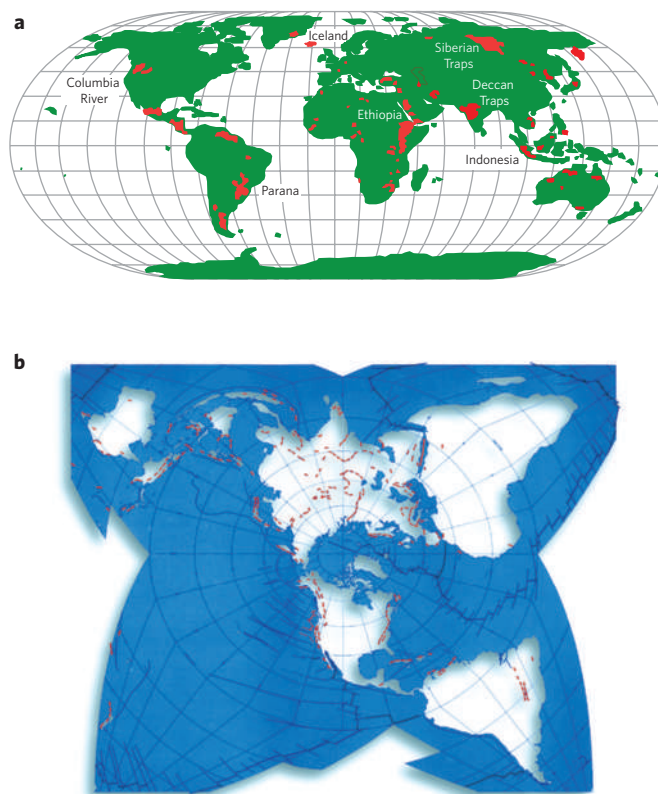 a
Iceland
Siberian
Traps
Columbia
River
Deccan
Traps
Ethiopia
Indonesia
Parana
b